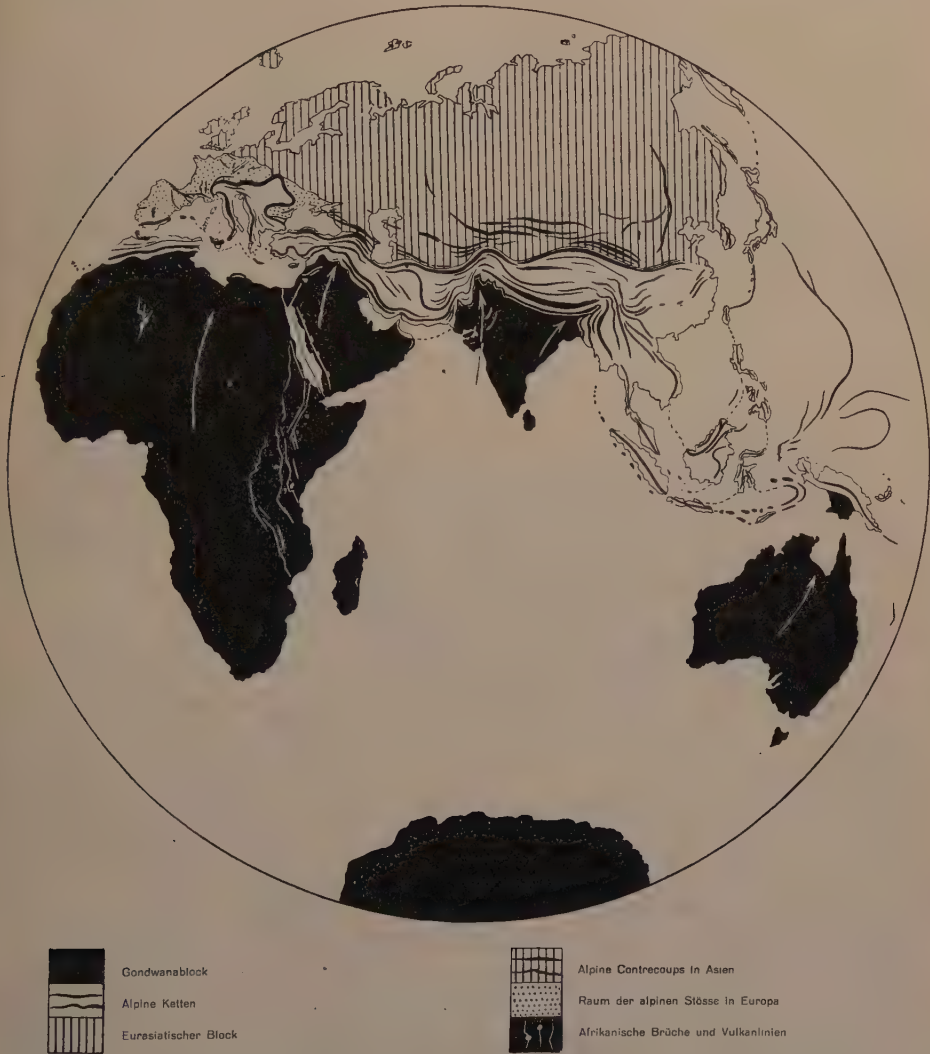 Gondwanablock
Alpine Ketten
Eurasiatischer Block
Alpine Contrecoups in Asien
Raum der alpinen Stösse in Europa
Afrikanische Brüche und Vulkanlinien